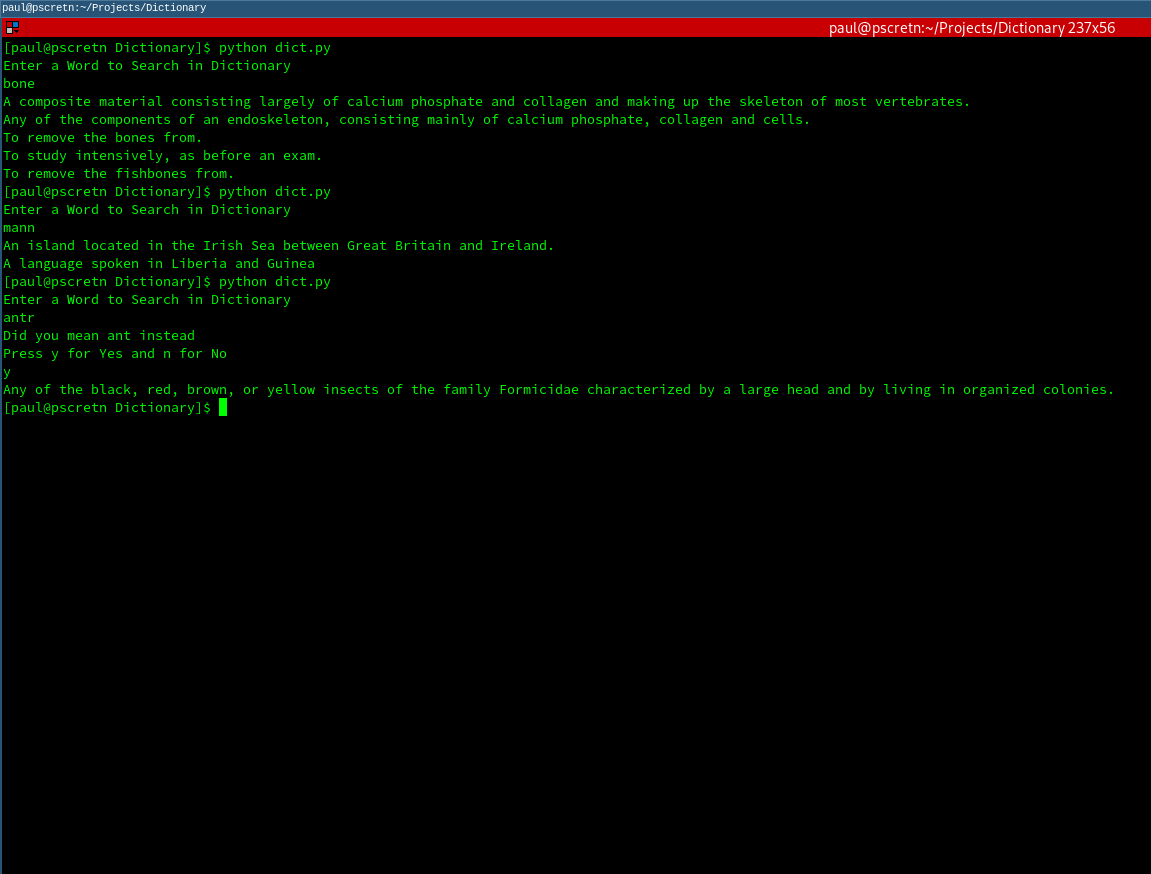 paul@pscretn:~/Projects/Dictionary
paul@pscretn:~/Projects/Dictionary 237x56
[paul@pscretn Dictionary]$ python dict.py
Enter a Word to Search in Dictionary
bone
A composite material consisting largely of calcium phosphate and collagen and making up the skeleton of most vertebrates.
Any of the components of an endoskeleton, consisting mainly of calcium phosphate, collagen and cells.
To remove the bones from.
To study intensively, as before an exam.
To remove the fishbones from.
[paul@pscretn Dictionary]$ python dict.py
Enter a Word to Search in Dictionary
mann
An island located in the Irish Sea between Great Britain and Ireland.
A language spoken in Liberia and Guinea
[paul@pscretn Dictionary]$ python dict.py
Enter a Word to Search in Dictionary
antr
Did you mean ant instead
Press y for Yes and n for No
y
Any of the black, red, brown, or yellow insects of the family Formicidae characterized by a large head and by living in organized colonies.
[paul@pscretn Dictionary]$